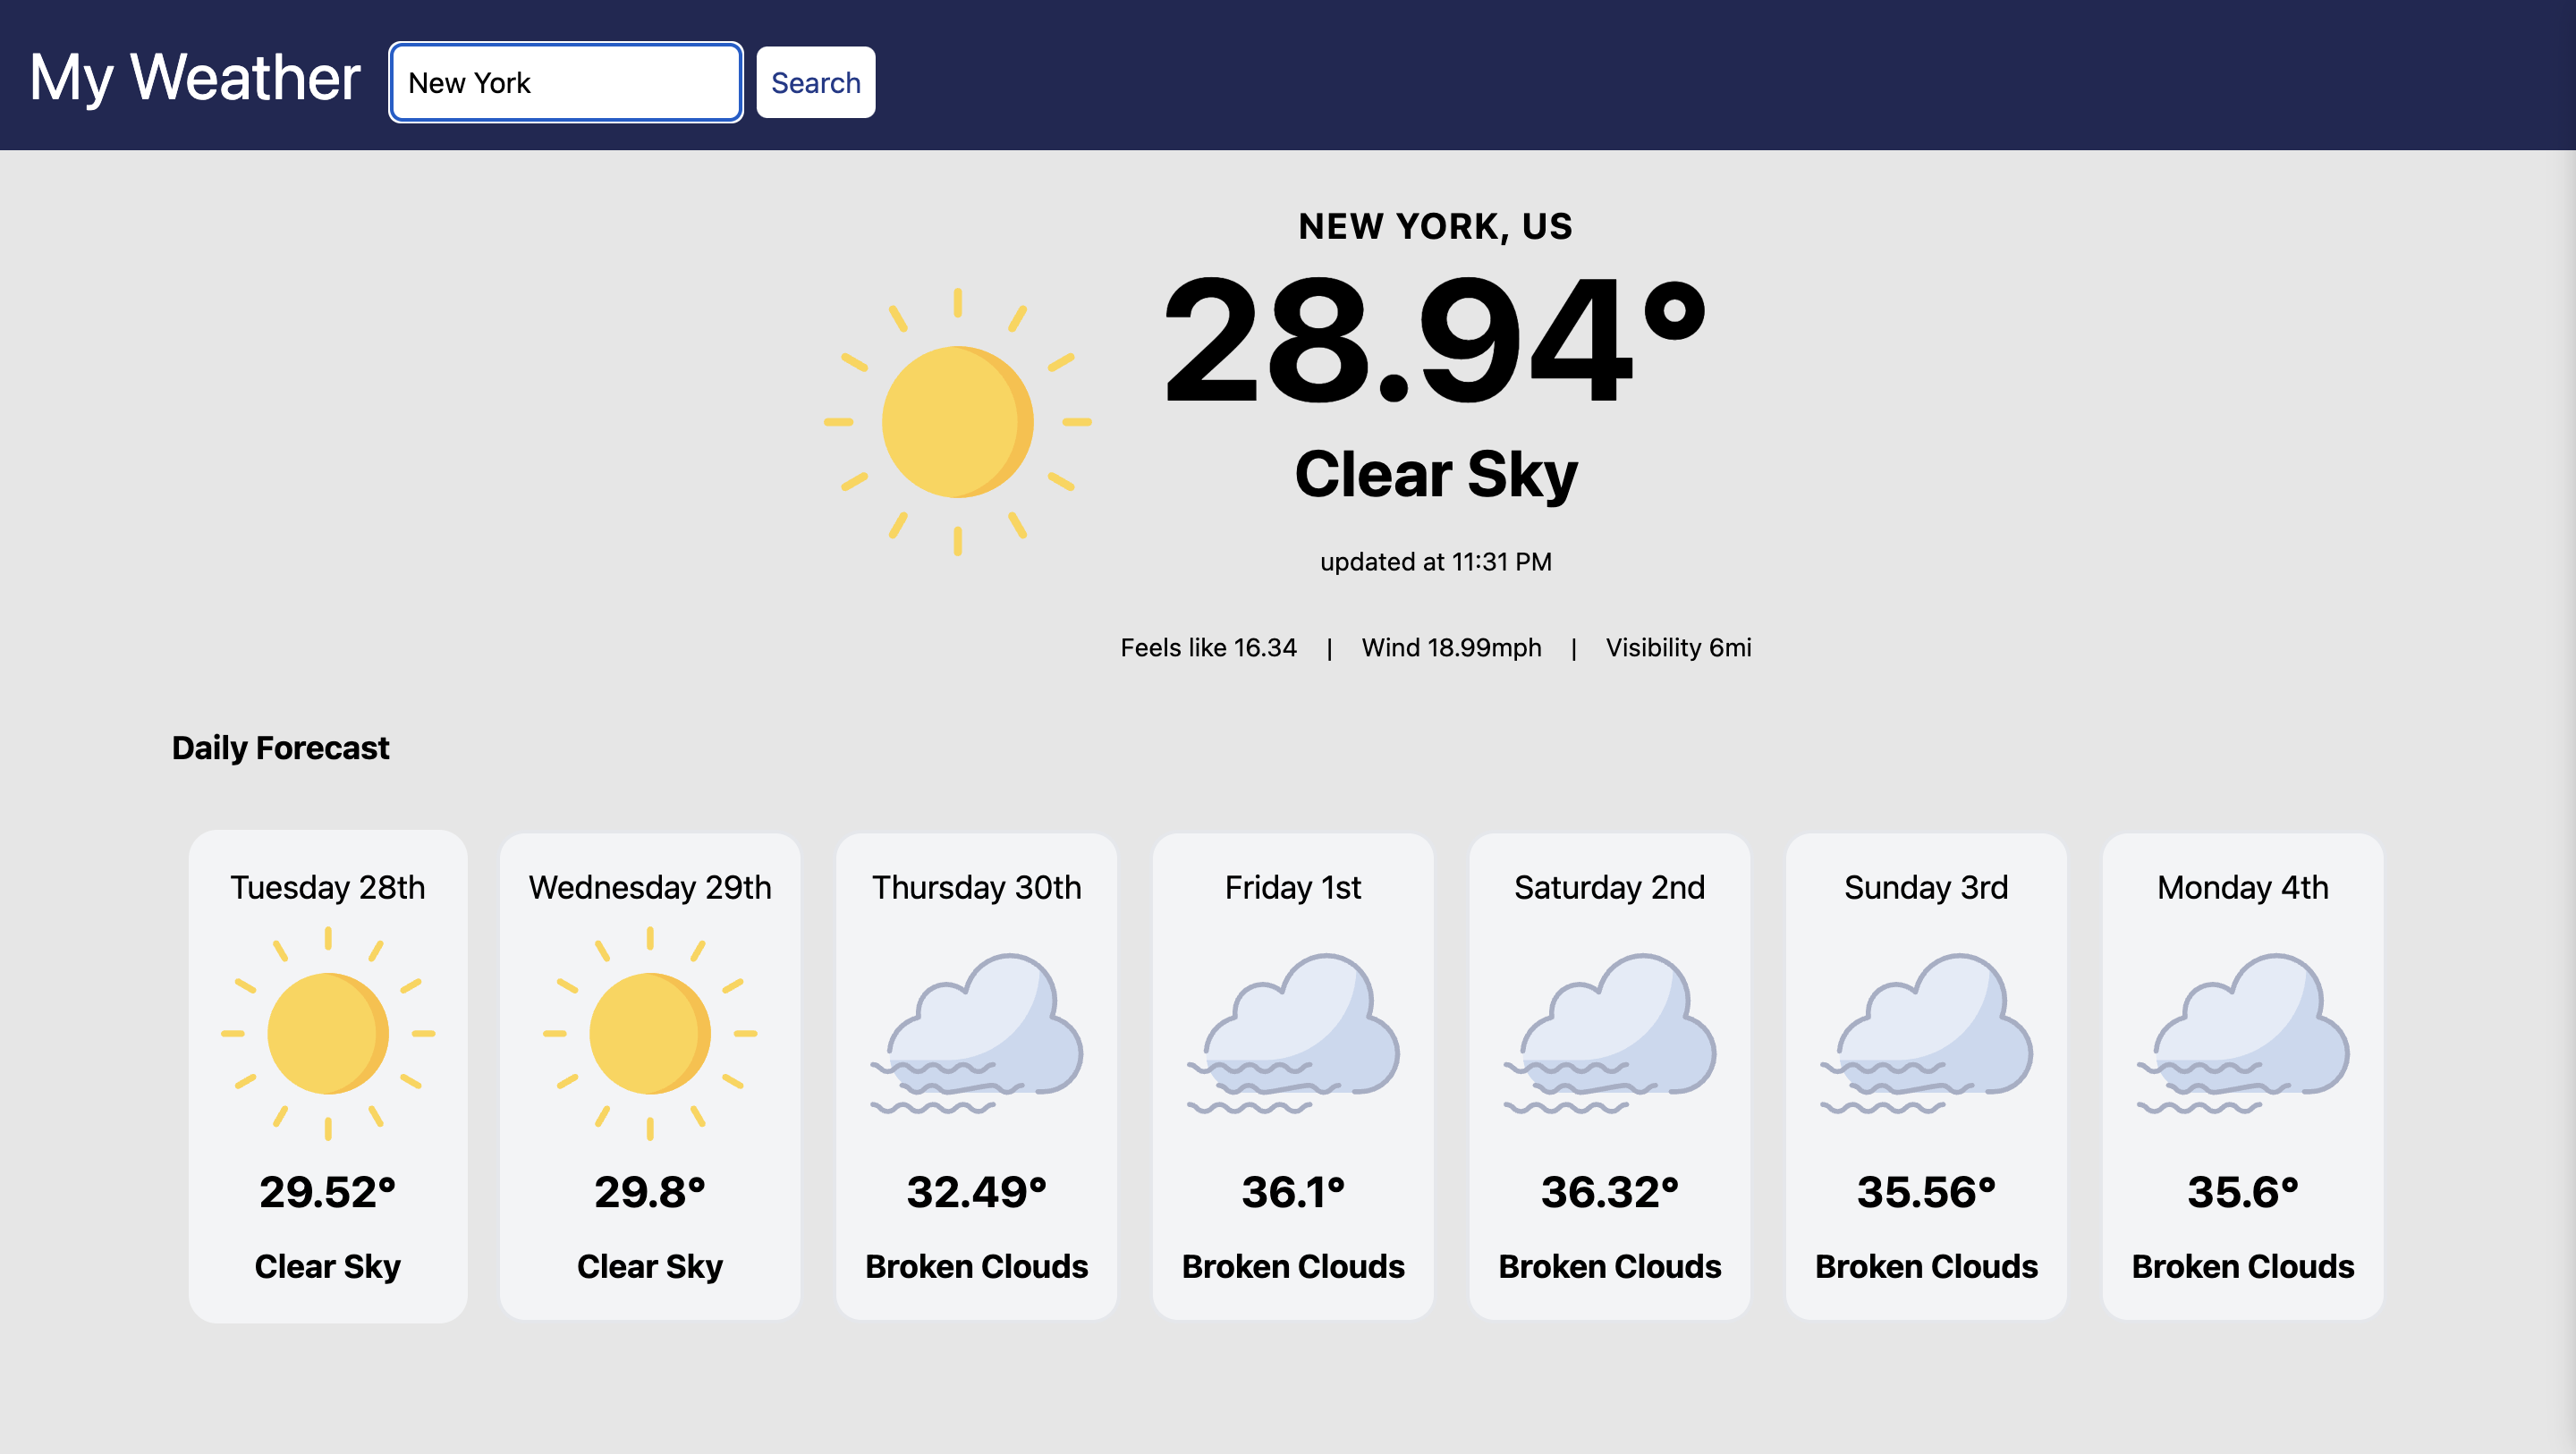 My Weather
New York
Search
NEW YORK, US
28.94°
Clear Sky
updated at 11:31 PM
Feels like 16.34 | Wind 18.99mph | Visibility 6mi
Daily Forecast
Tuesday 28th
29.52°
Clear Sky
Wednesday 29th
29.8°
Clear Sky
Thursday 30th
32.49°
Broken Clouds
Friday 1st
36.1°
Broken Clouds
Saturday 2nd
36.32°
Broken Clouds
Sunday 3rd
35.56°
Broken Clouds
Monday 4th
35.6°
Broken Clouds